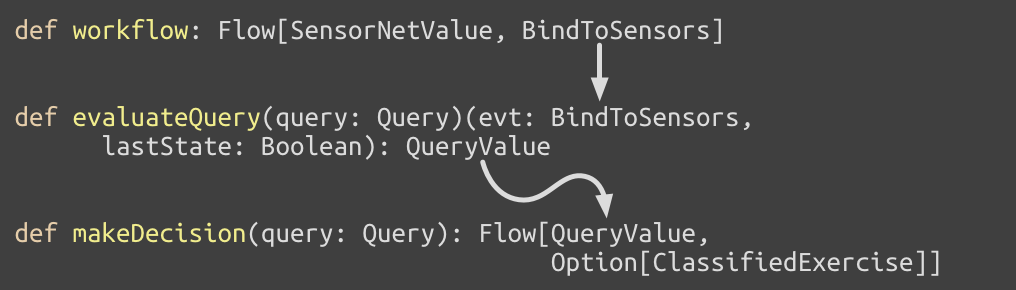 def workflow: Flow[SensorNetValue, BindToSensors]
def evaluateQuery(query: Query)(evt: BindToSensors,
lastState: Boolean): QueryValue
def makeDecision(query: Query): Flow[QueryValue,
Option[ClassifiedExercise]]